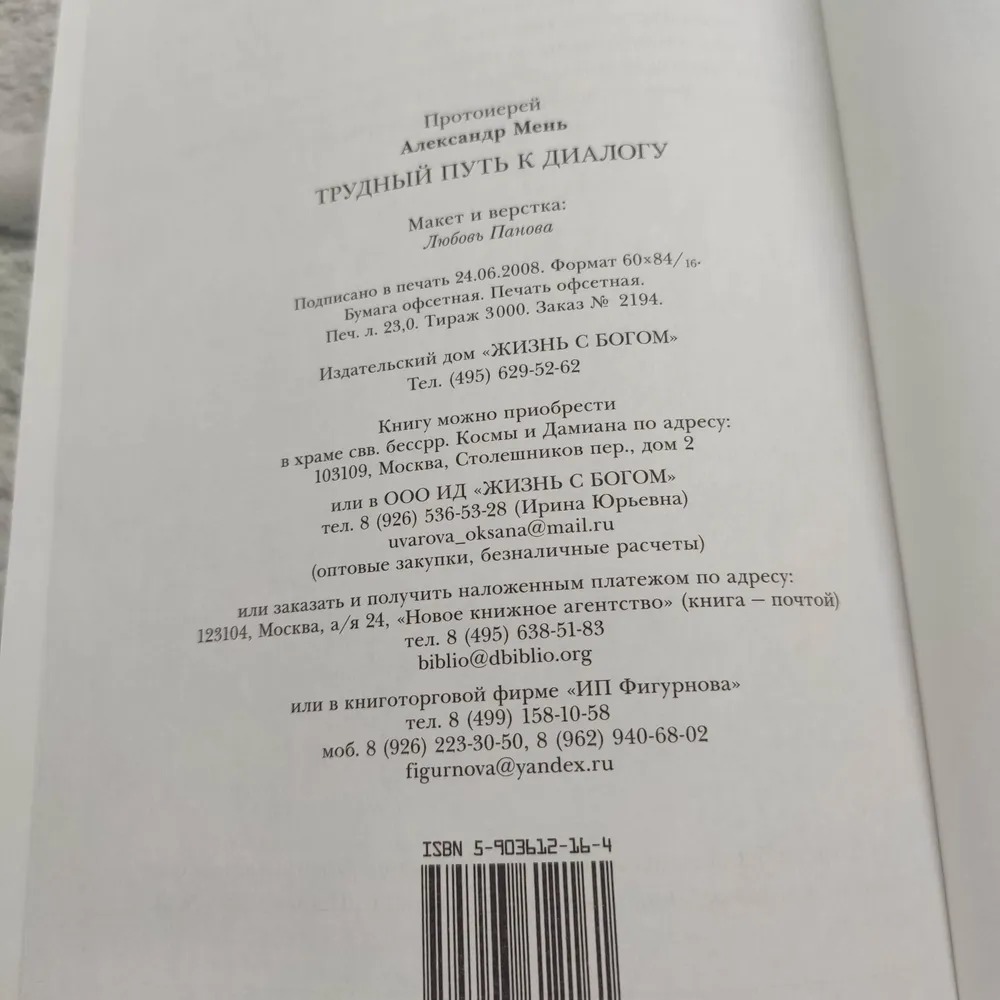 Протоиерей
Александр Мень
ТРУДНЫЙ ПУТЬ К ДИАЛОГУ
Макет и верстка:
Любовь Панова
Подписано в печать 24.06.2008. Формат 60×84/16.
Бумага офсетная. Печать офсетная.
Печ. л. 23,0. Тираж 3000. Заказ № 2194.
Издательский дом «ЖИЗНЬ С БОГОМ»
Тел. (495) 629-52-62
Книгу можно приобрести
в храме свв. бессрр. Космы и Дамиана по адресу:
103109, Москва, Столешников пер., дом 2
или в ООО ИД «ЖИЗНЬ С БОГОМ»
тел. 8 (926) 536-53-28 (Ирина Юрьевна)
uvarova_oksana@mail.ru
(оптовые закупки, безналичные расчеты)
или заказать и получить наложенным платежом по адресу:
123104, Москва, а/я 24, «Новое книжное агентство» (книга – почтой)
тел. 8 (495) 638-51-83
biblio@dbiblio.org
или в книготорговой фирме «ИП Фигурнова»
тел. 8 (499) 158-10-58
моб. 8 (926) 223-30-50, 8 (962) 940-68-02
figurnova@yandex.ru
ISBN 5-903612-16-4